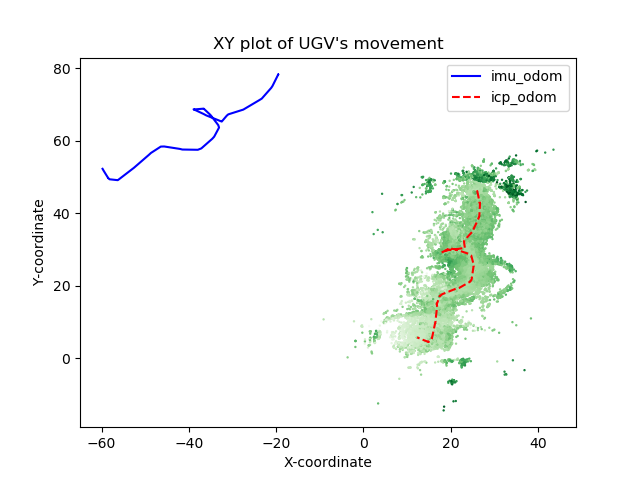 XY plot of UGV's movement
imu_odom
icp_odom
80
60
40
20
0
Y-coordinate
−60
−40
−20
0
20
40
X-coordinate